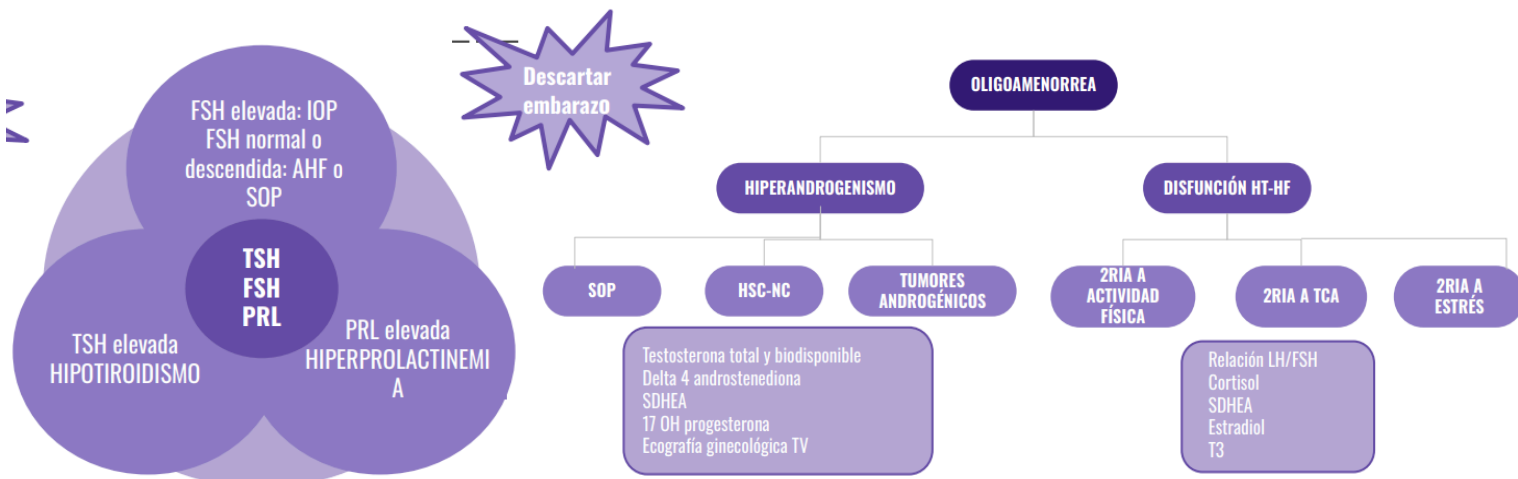 FSH elevada: IOP
FSH normal o
descendida: AHF o
SOP
TSH
FSH
PRL
TSH elevada
HIPOTIROIDISMO
PRL elevada
HIPERPROLACTINEMI
A
Descartar
embarazo
OLIGOAMENORREA
HIPERANDROGENISMO
DISFUNCIÓN HT-HF
SOP
HSC-NC
TUMORES
ANDROGÉNICOS
2RIA A
ACTIVIDAD
FÍSICA
2RIA A TCA
2RIA A
ESTRÉS
Testosterona total y biodisponible
Delta 4 androstenediona
SDHEA
17 OH progesterona
Ecografía ginecológica TV
Relación LH/FSH
Cortisol
SDHEA
Estradiol
T3